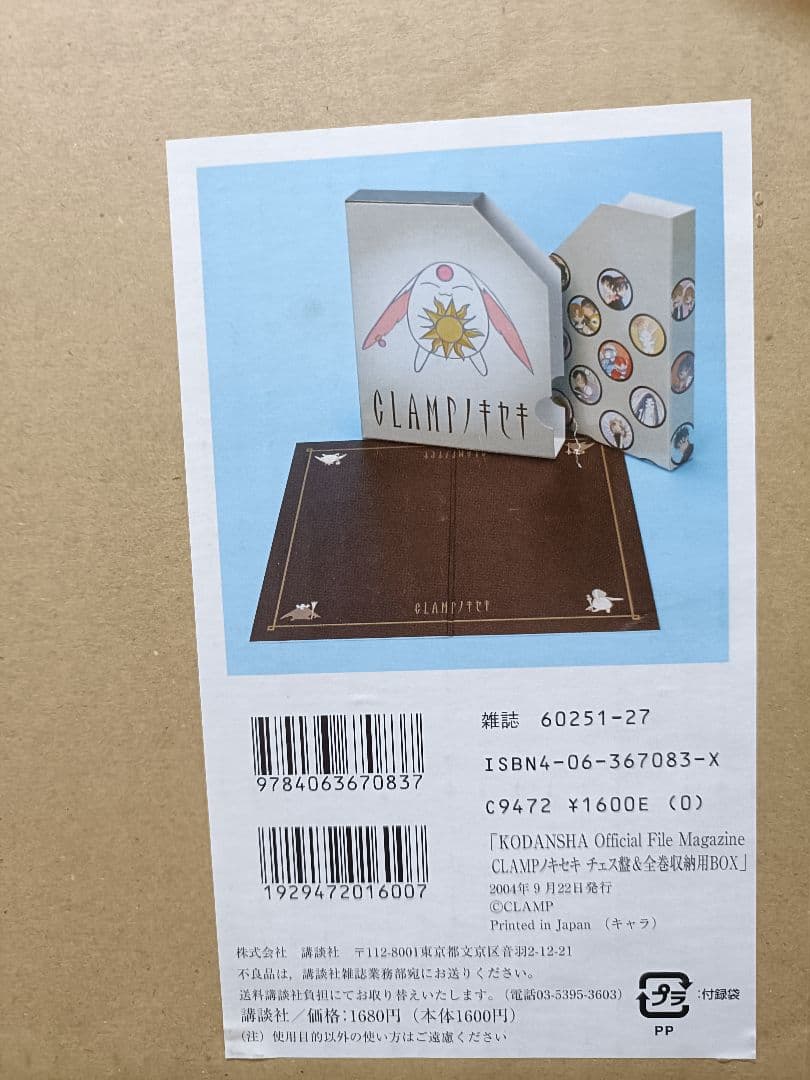 CLAMPノキセキ
CLAMPノキセキ
雑誌 60251-27
ISBN4-06-367083-X
C9472 ¥1600E (0)
9784063670837
1929472016007
「KODANSHA Official File Magazine
CLAMPノキセキ チェス盤&全巻収納用BOX」
2004年9月22日発行
©CLAMP
Printed in Japan (キャラ)
株式会社 講談社 〒112-8001東京都文京区音羽2-12-21
不良品は、講談社雑誌業務部宛にお送りください。
送料講談社負担にてお取り替えいたします。(電話03-5395-3603)
講談社/価格:1680円(本体1600円)
(注)使用目的以外の使い方はご遠慮ください
プラ :付録袋
PP